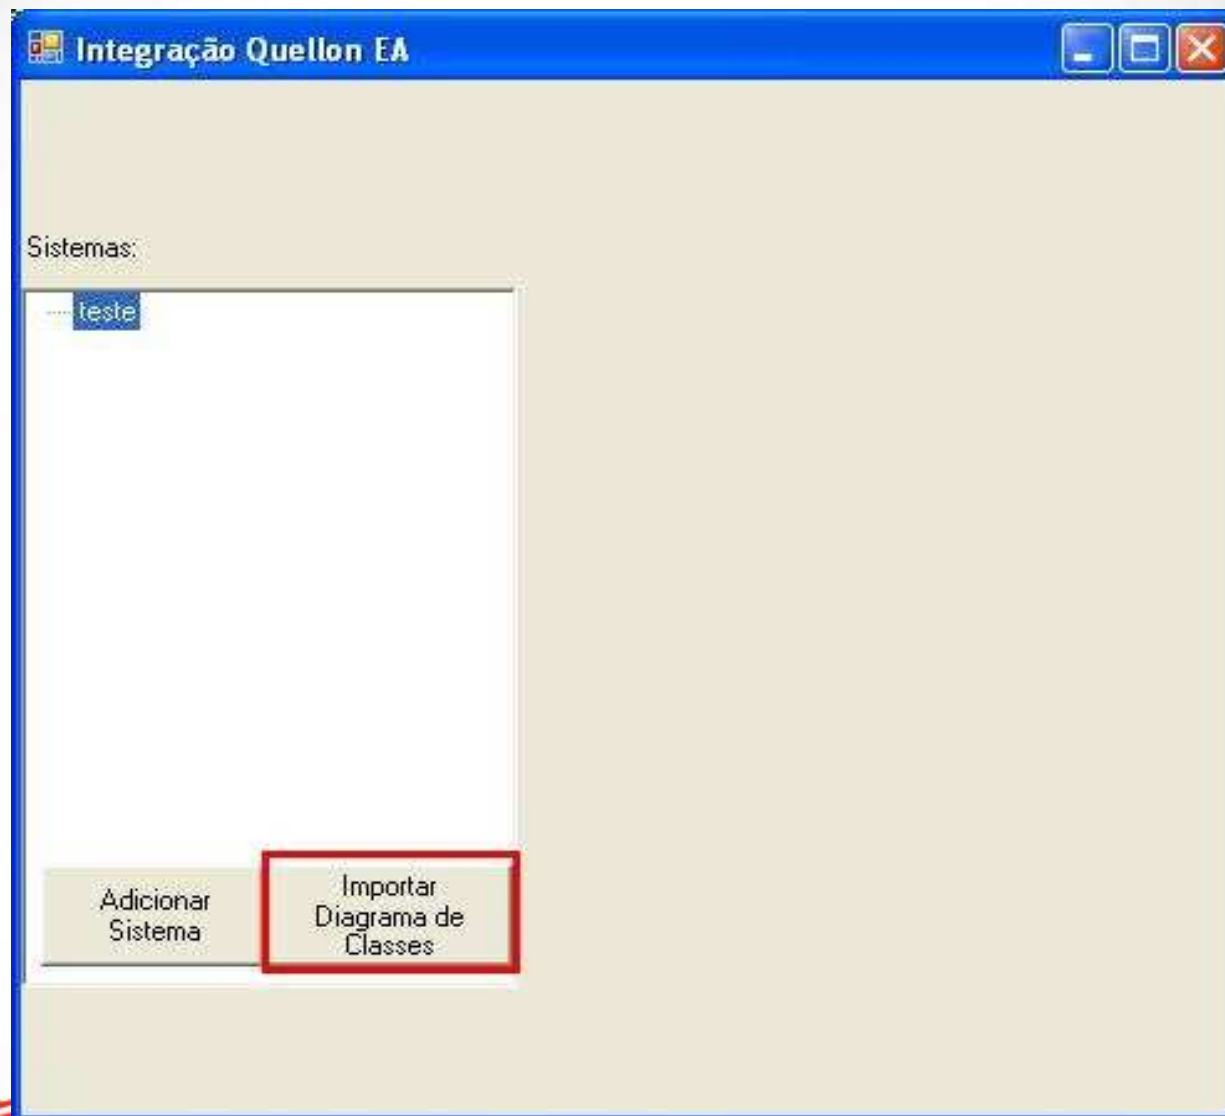 Integração Quellon EA
Sistemas:
teste
Adicionar
Sistema
Importar
Diagrama de
Classes